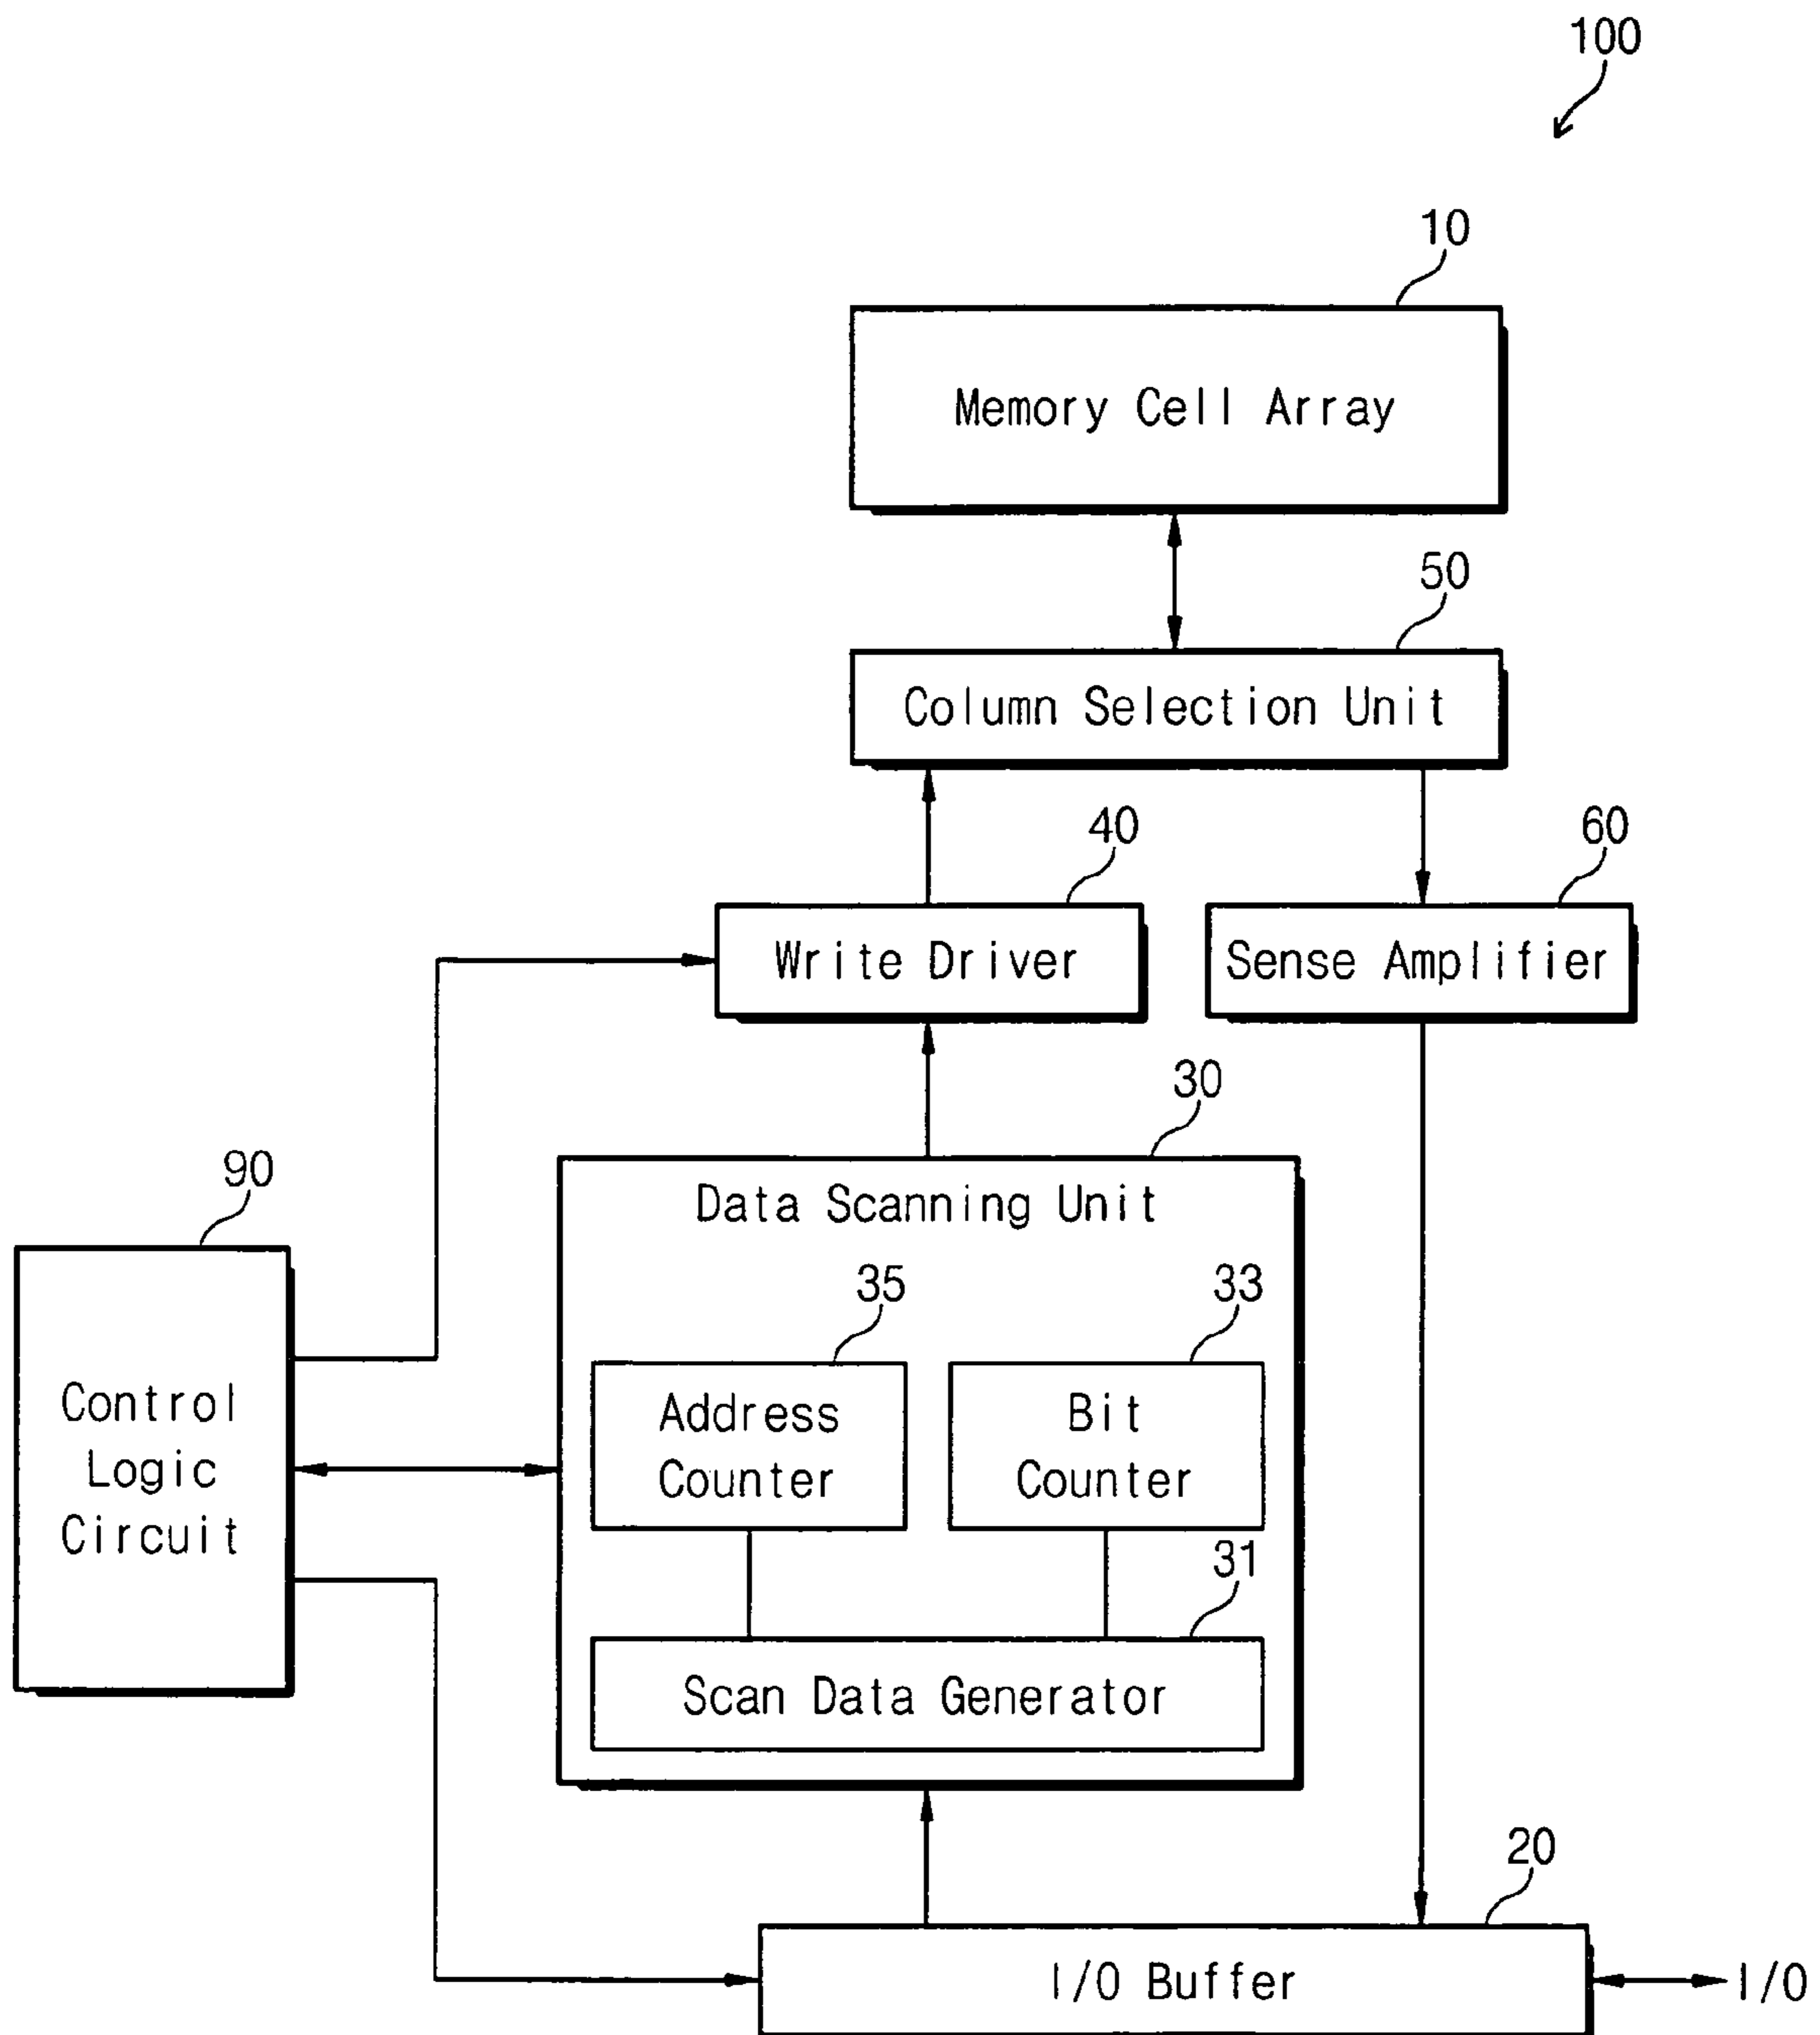 100
10
Memory Cell Array
50
Column Selection Unit
40
60
Write Driver
Sense Amplifier
30
Data Scanning Unit
90
35
33
Control
Logic
Circuit
Address
Counter
Bit
Counter
31
Scan Data Generator
20
I/O Buffer
I/O